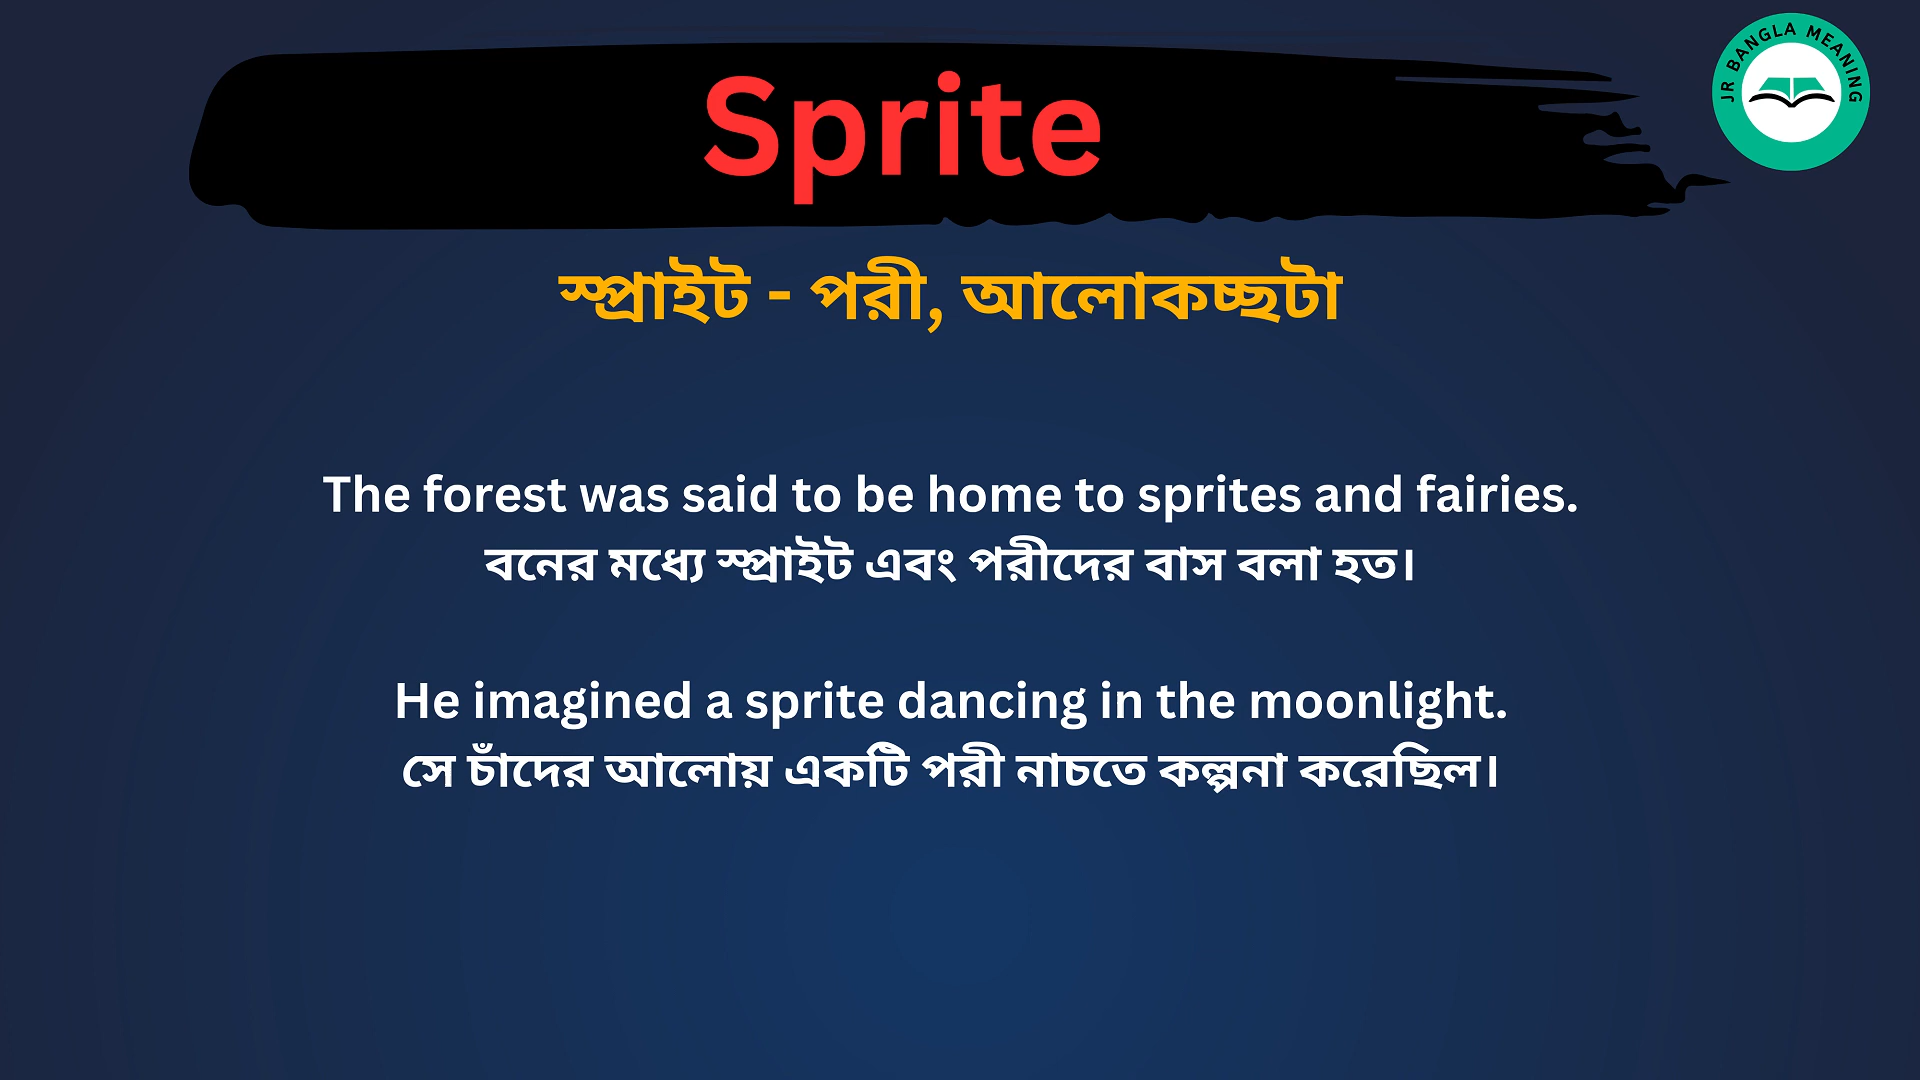 Sprite
JR BANGLA MEANING
স্প্রাইট - পরী, আলোকচ্ছটা
The forest was said to be home to sprites and fairies.
বনের মধ্যে স্প্রাইট এবং পরীদের বাস বলা হত।
He imagined a sprite dancing in the moonlight.
সে চাঁদের আলোয় একটি পরী নাচতে কল্পনা করেছিল।